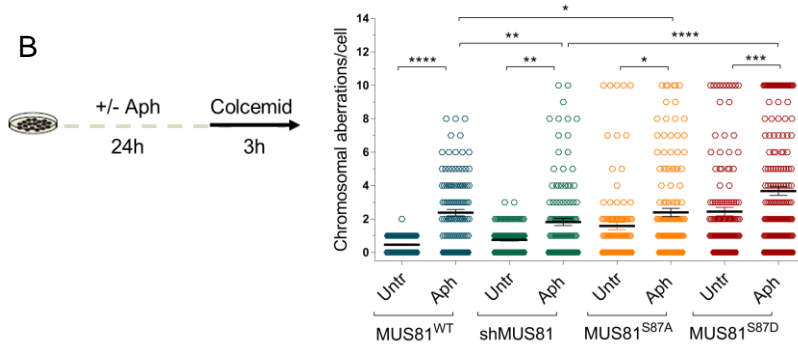 B
+/- Aph
Colcemid
24h
3h
Chromosomal aberrations/cell
14
12
10
8
6
4
2
0
*
** ****
**** ** * ***
Untr Aph Untr Aph Untr Aph Untr Aph
MUS81WT shMUS81 MUS81S87A MUS81S87D